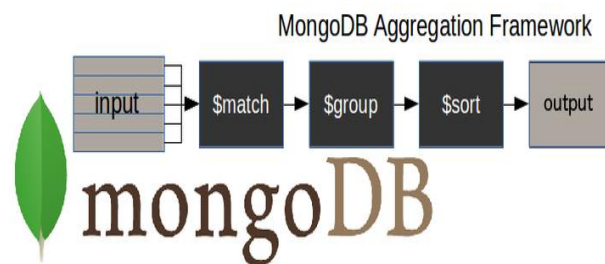 MongoDB Aggregation Framework
input $match $group $sort output
mongoDB